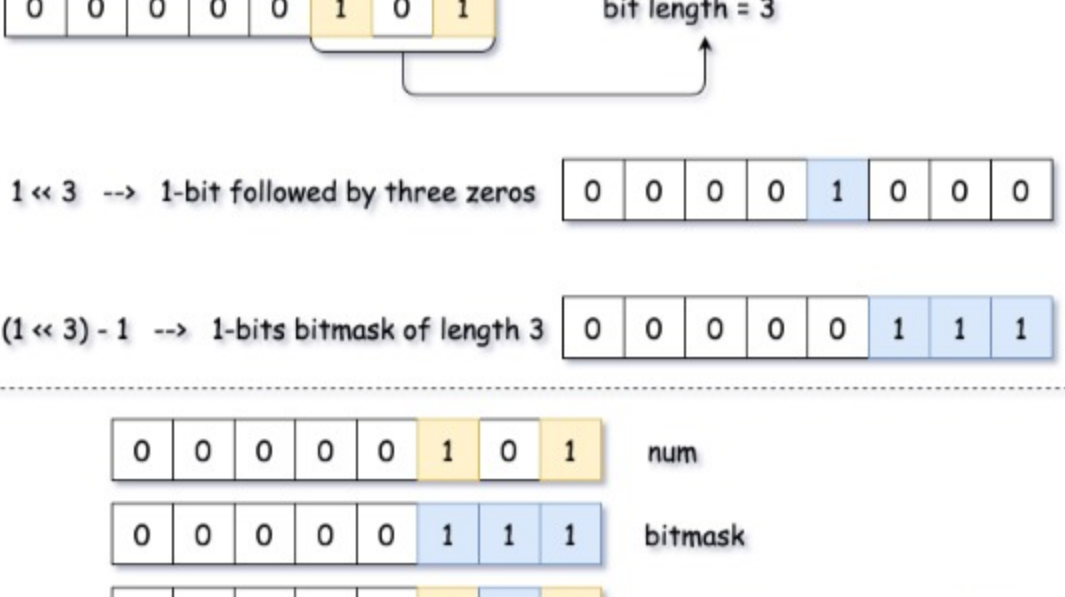 0 0 0 0 0 1 0 1 bit length = 3
1 << 3 --> 1-bit followed by three zeros 0 0 0 0 1 0 0 0
(1 << 3) - 1 --> 1-bits bitmask of length 3 0 0 0 0 0 1 1 1
0 0 0 0 0 1 0 1 num
0 0 0 0 0 1 1 1 bitmask